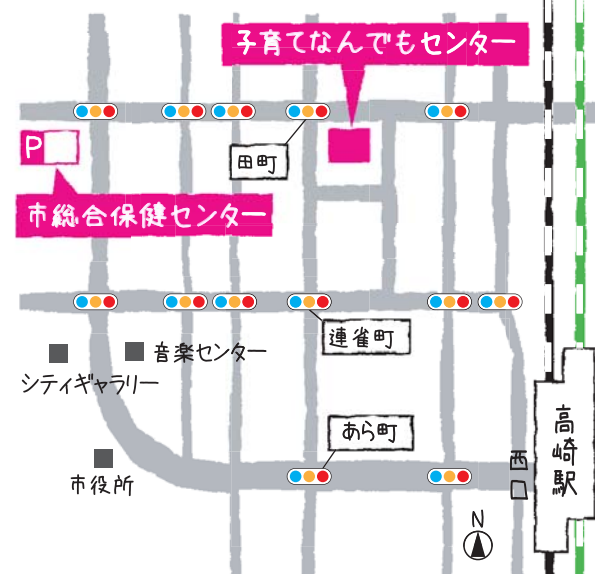 子育てなんでもセンター
P
田町
市総合保健センター
連雀町
音楽センター
シティギャラリー
あら町
高崎駅
西口
市役所
N